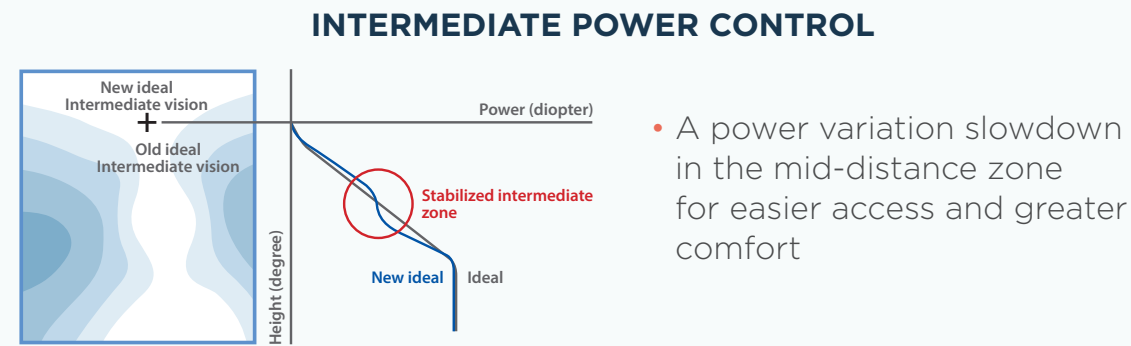 INTERMEDIATE POWER CONTROL
New ideal
Intermediate vision
Old ideal
Intermediate vision
Power (diopter)
Stabilized intermediate
zone
New ideal
Ideal
Height (degree)
• A power variation slowdown
in the mid-distance zone
for easier access and greater
comfort